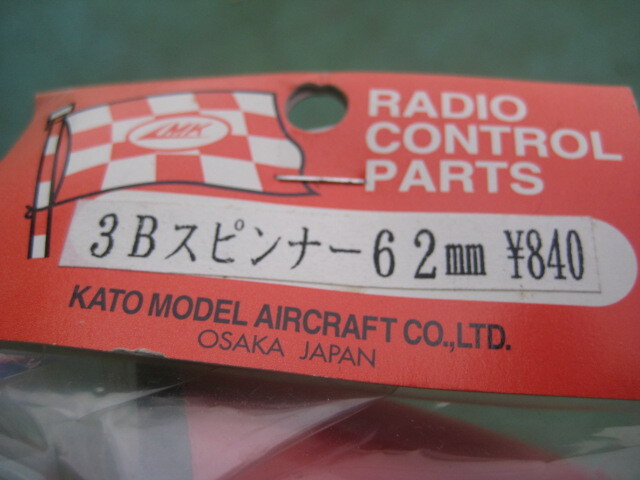 LMK
RADIO
CONTROL
PARTS
3Bスピンナー62mm ¥840
KATO MODEL AIRCRAFT CO.,LTD.
OSAKA JAPAN